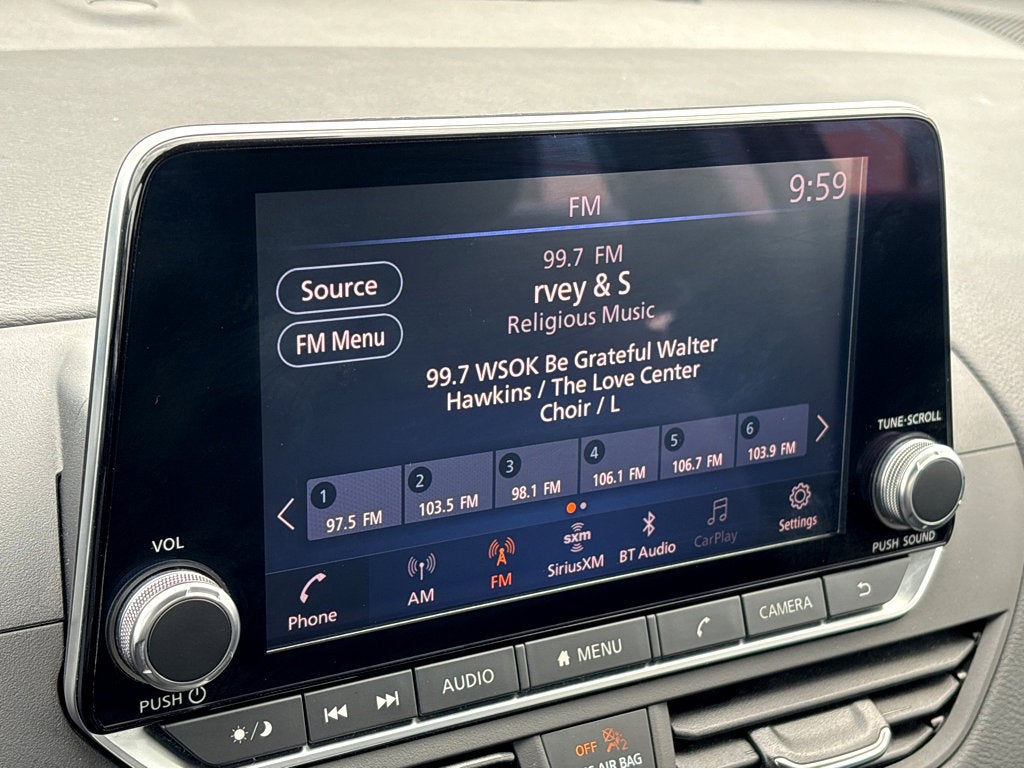 FM
9:59
Source
FM Menu
99.7 FM
rvey & S
Religious Music
99.7 WSOK Be Grateful Walter
Hawkins / The Love Center
Choir / L
1
97.5 FM
2
103.5 FM
3
98.1 FM
4
106.1 FM
5
106.7 FM
6
103.9 FM
Phone
AM
FM
sxm
SiriusXM
BT Audio
CarPlay
Settings
VOL
PUSH
TUNE·SCROLL
PUSH SOUND
AUDIO
MENU
CAMERA
OFF
2
AIR BAG